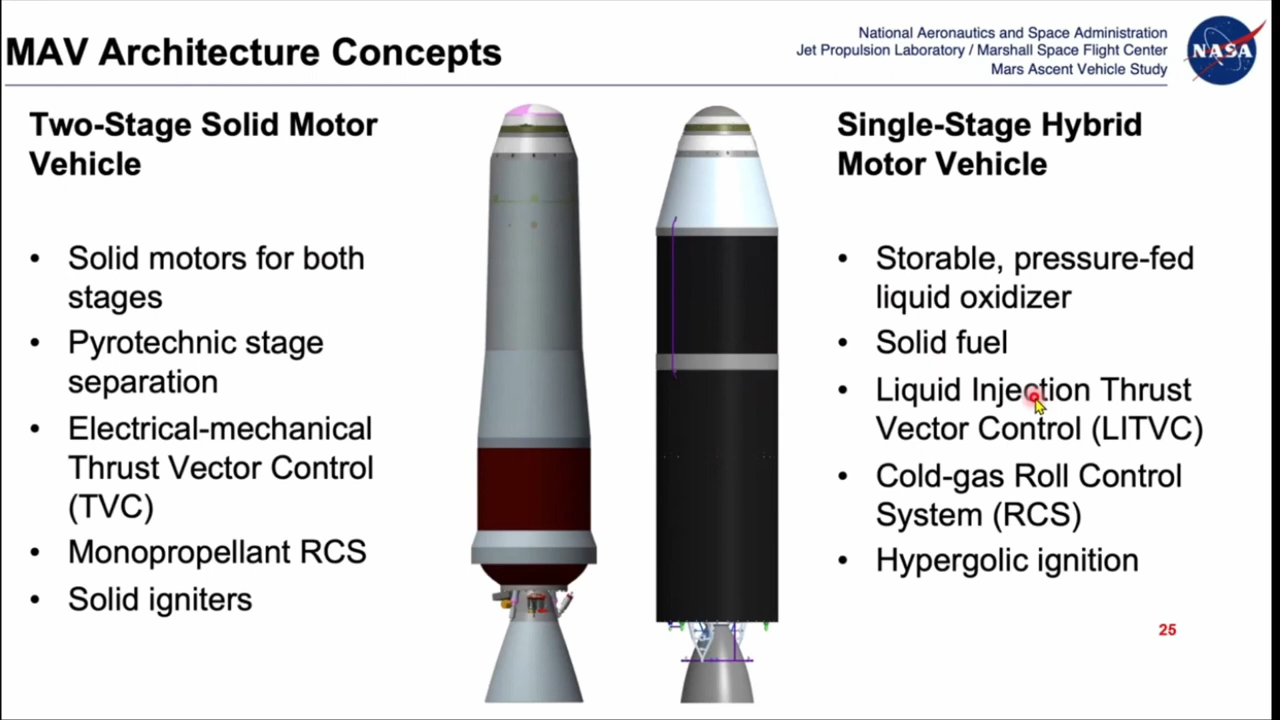 MAV Architecture Concepts
National Aeronautics and Space Administration
Jet Propulsion Laboratory / Marshall Space Flight Center
Mars Ascent Vehicle Study
NASA
Two-Stage Solid Motor
Vehicle
• Solid motors for both
stages
• Pyrotechnic stage
separation
• Electrical-mechanical
Thrust Vector Control
(TVC)
• Monopropellant RCS
• Solid igniters
Single-Stage Hybrid
Motor Vehicle
• Storable, pressure-fed
liquid oxidizer
• Solid fuel
• Liquid Injection Thrust
Vector Control (LITVC)
• Cold-gas Roll Control
System (RCS)
• Hypergolic ignition
25